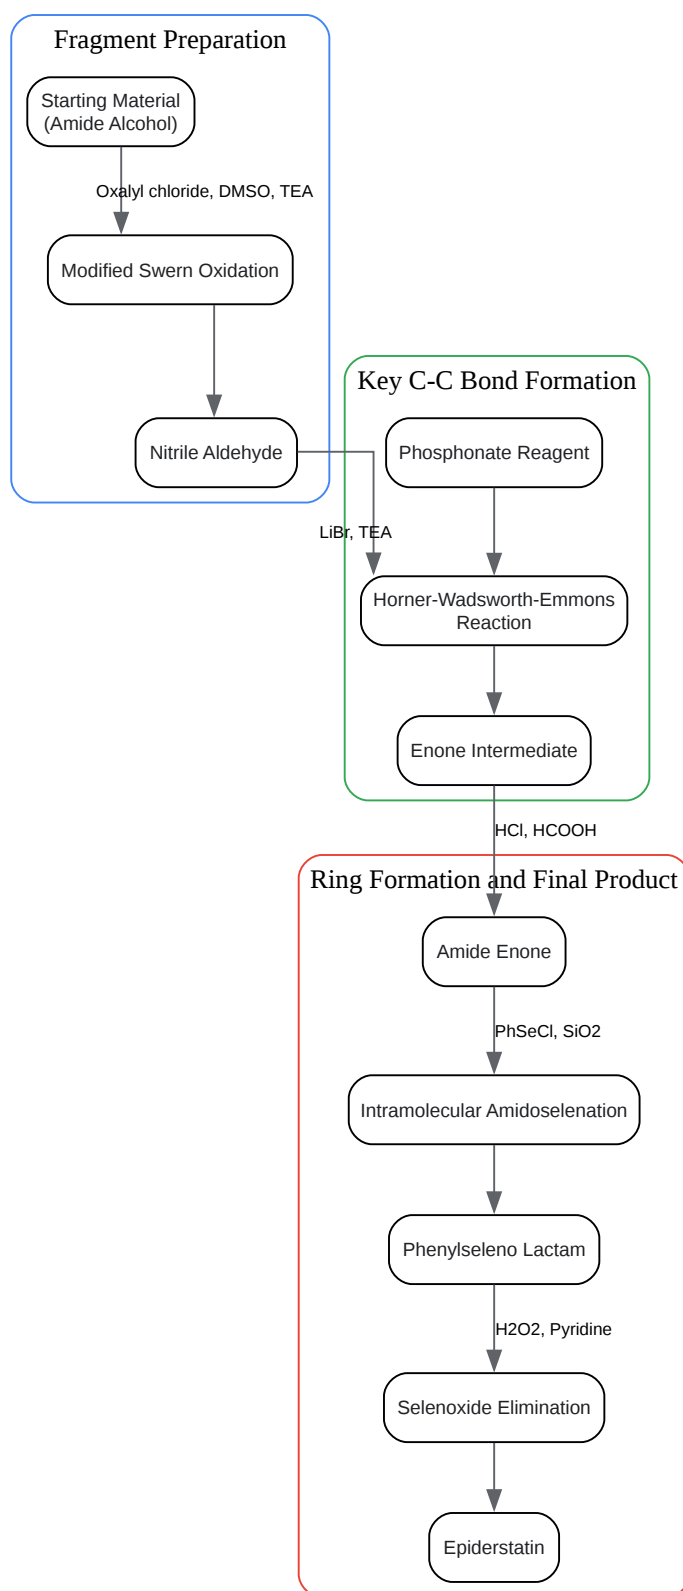 Fragment Preparation
Starting Material
(Amide Alcohol)
Oxalyl chloride, DMSO, TEA
Modified Swern Oxidation
Nitrile Aldehyde
Key C-C Bond Formation
Phosphonate Reagent
LiBr, TEA
Horner-Wadsworth-Emmons
Reaction
Enone Intermediate
HCl, HCOOH
Ring Formation and Final Product
Amide Enone
PhSeCl, SiO2
Intramolecular Amidoselenation
Phenylseleno Lactam
H2O2, Pyridine
Selenoxide Elimination
Epiderstatin